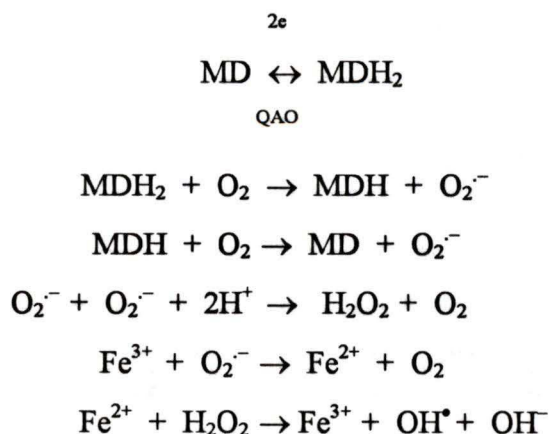 2e
MD ↔ MDH₂
QAO
MDH₂ + O₂ → MDH + O₂·⁻
MDH + O₂ → MD + O₂·⁻
O₂·⁻ + O₂·⁻ + 2H⁺ → H₂O₂ + O₂
Fe³⁺ + O₂·⁻ → Fe²⁺ + O₂
Fe²⁺ + H₂O₂ → Fe³⁺ + OH• + OH⁻